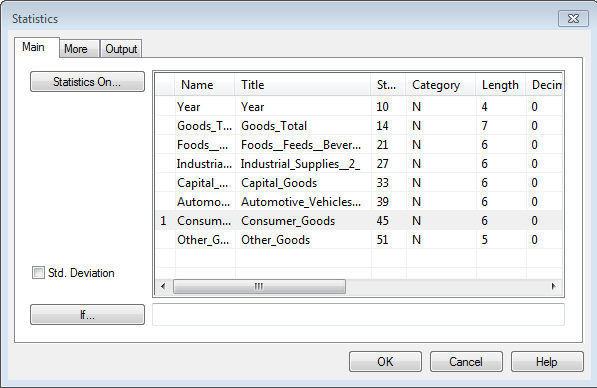 Statistics
Main More Output
Statistics On...
Name Title St... Category Length Decim
Year Year 10 N 4 0
Goods_T... Goods_Total 14 N 7 0
Foods__... Foods__Feeds__Bever... 21 N 6 0
Industria... Industrial_Supplies__2_ 27 N 6 0
Capital_... Capital_Goods 33 N 6 0
Automo... Automotive_Vehicles... 39 N 6 0
1 Consum... Consumer_Goods 45 N 6 0
Other_G... Other_Goods 51 N 5 0
Std. Deviation
If...
OK Cancel Help